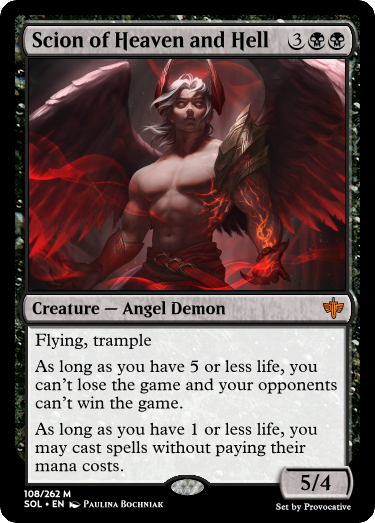 Scion of Heaven and Hell 3
Creature — Angel Demon
Flying, trample
As long as you have 5 or less life, you
can't lose the game and your opponents
can't win the game.
As long as you have 1 or less life, you
may cast spells without paying their
mana costs.
5/4
108/262 M
SOL • EN Paulina Bochniak
Set by Provocative